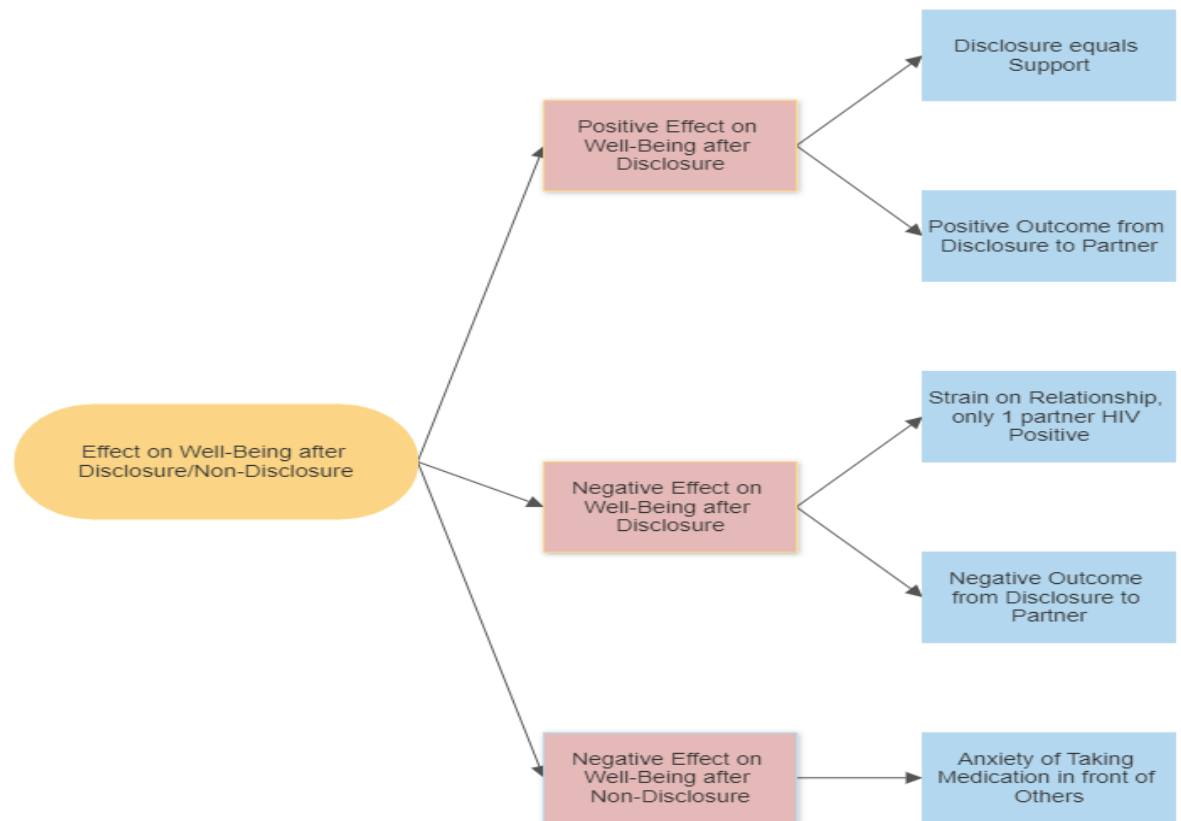 Effect on Well-Being after
Disclosure/Non-Disclosure
Positive Effect on
Well-Being after
Disclosure
Disclosure equals
Support
Positive Outcome from
Disclosure to Partner
Negative Effect on
Well-Being after
Disclosure
Strain on Relationship,
only 1 partner HIV
Positive
Negative Outcome
from Disclosure to
Partner
Negative Effect on
Well-Being after
Non-Disclosure
Anxiety of Taking
Medication in front of
Others